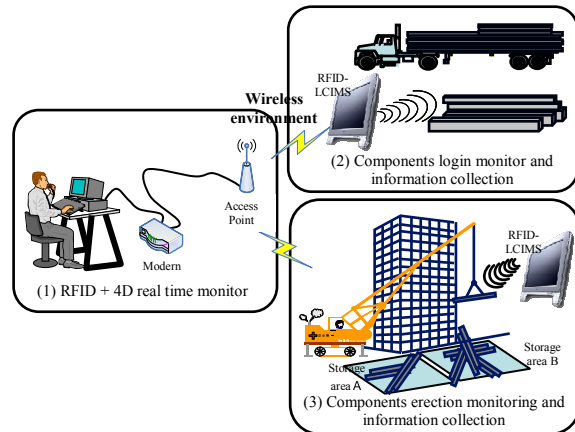 Wireless
environment
Access
Point
Modern
(1) RFID + 4D real time monitor
RFID-
LCIMS
(2) Components login monitor and
information collection
RFID-
LCIMS
Storage
area A
Storage
area B
(3) Components erection monitoring and
information collection